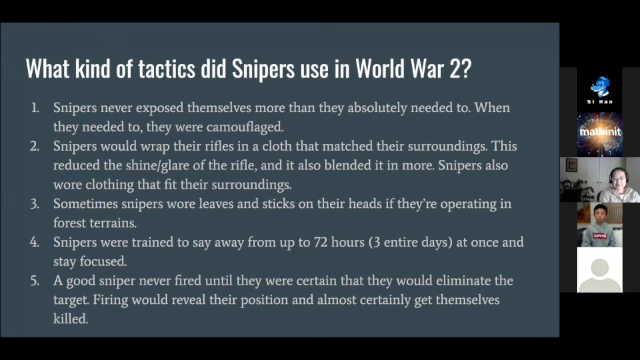 What kind of tactics did Snipers use in World War 2?
1. Snipers never exposed themselves more than they absolutely needed to. When
they needed to, they were camouflaged.
2. Snipers would wrap their rifles in a cloth that matched their surroundings. This
reduced the shine/glare of the rifle, and it also blended it in more. Snipers also
wore clothing that fit their surroundings.
3. Sometimes snipers wore leaves and sticks on their heads if they're operating in
forest terrains.
4. Snipers were trained to say away from up to 72 hours (3 entire days) at once and
stay focused.
5. A good sniper never fired until they were certain that they would eliminate the
target. Firing would reveal their position and almost certainly get themselves
killed.